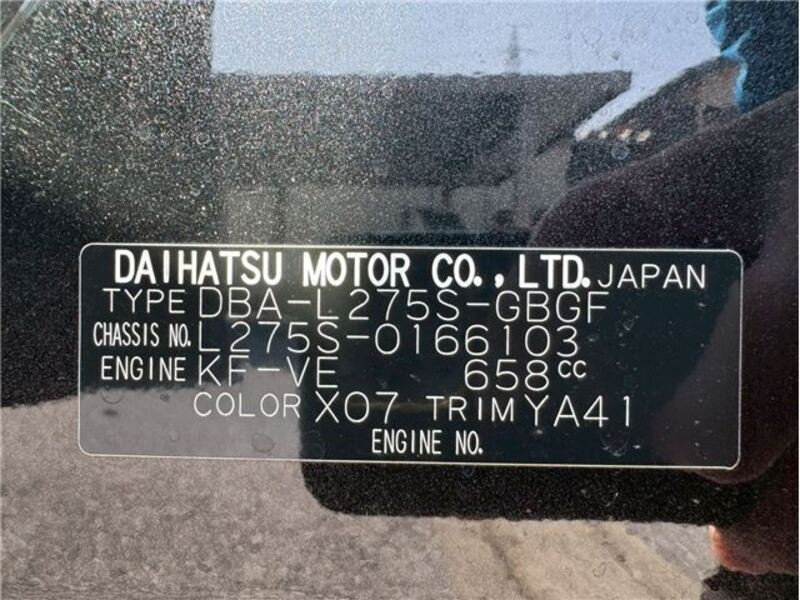 DAIHATSU MOTOR CO.,LTD. JAPAN
TYPE DBA-L275S-GBGF
CHASSIS NO. L275S-0166103
ENGINE KF-VE 658cc
COLOR X07 TRIM YA41
ENGINE NO.